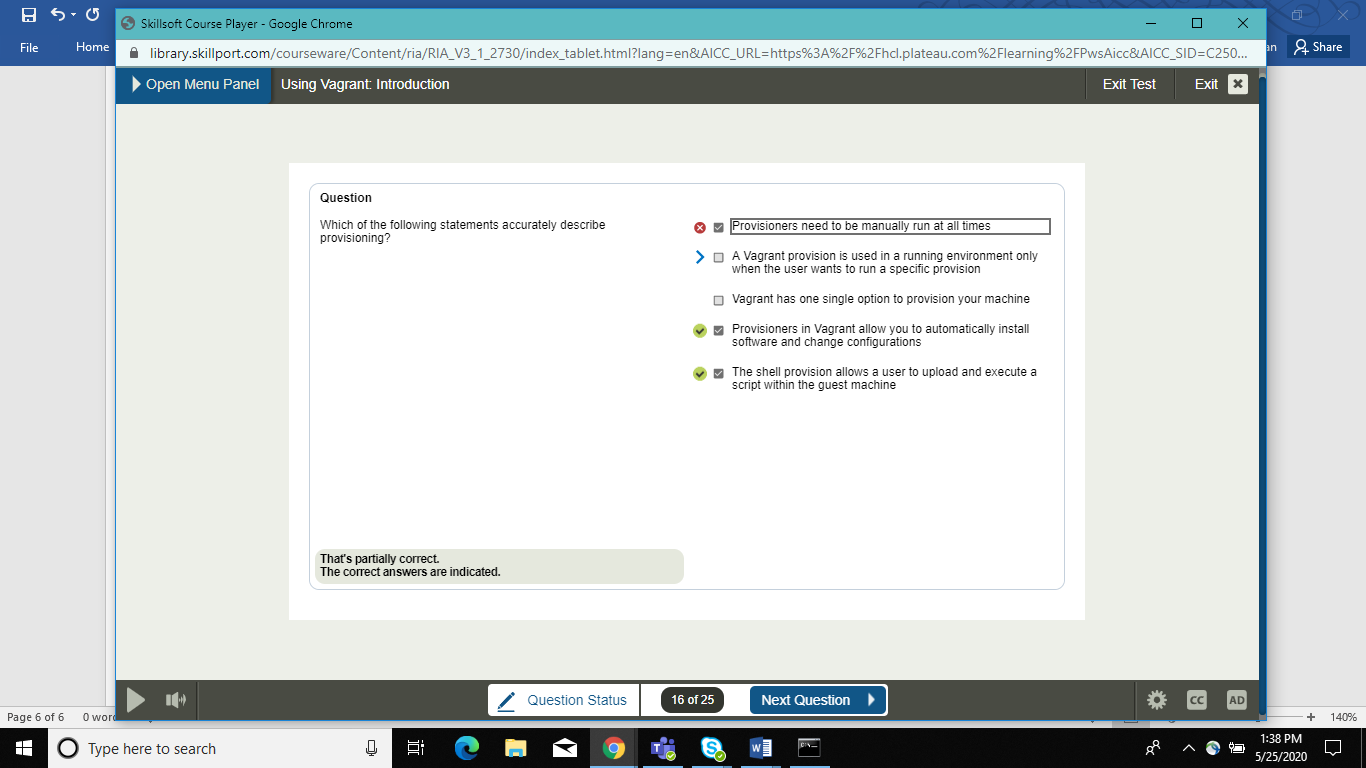 Skillsoft Course Player - Google Chrome
File
Home
an
Share
library.skillport.com/courseware/Content/ria/RIA_V3_1_2730/index_tablet.html?lang=en&AICC_URL=https%3A%2F%2Fhcl.plateau.com%2Flearning%2FPwsAicc&AICC_SID=C250...
Open Menu Panel
Using Vagrant: Introduction
Exit Test
Exit
Question
Which of the following statements accurately describe
provisioning?
Provisioners need to be manually run at all times
A Vagrant provision is used in a running environment only
when the user wants to run a specific provision
Vagrant has one single option to provision your machine
Provisioners in Vagrant allow you to automatically install
software and change configurations
The shell provision allows a user to upload and execute a
script within the guest machine
That's partially correct.
The correct answers are indicated.
Question Status
16 of 25
Next Question
CC
AD
Page 6 of 6
0 wor
140%
Type here to search
1:38 PM
5/25/2020